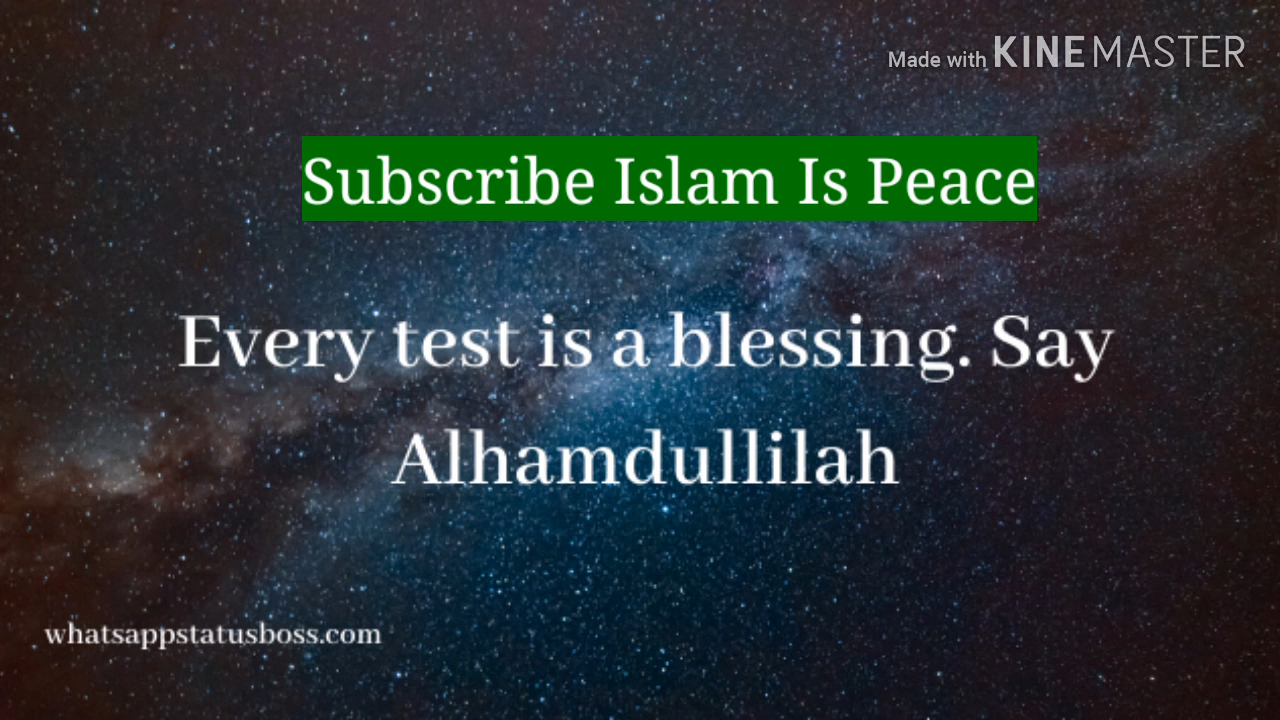 Made with KINEMASTER
Subscribe Islam Is Peace
Every test is a blessing. Say
Alhamdullilah
whatsappstatusboss.com